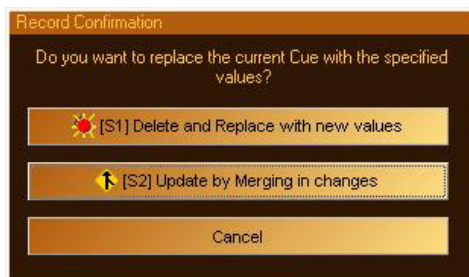 Record Confirmation
Do you want to replace the current Cue with the specified
values?
[S1] Delete and Replace with new values
[S2] Update by Merging in changes
Cancel